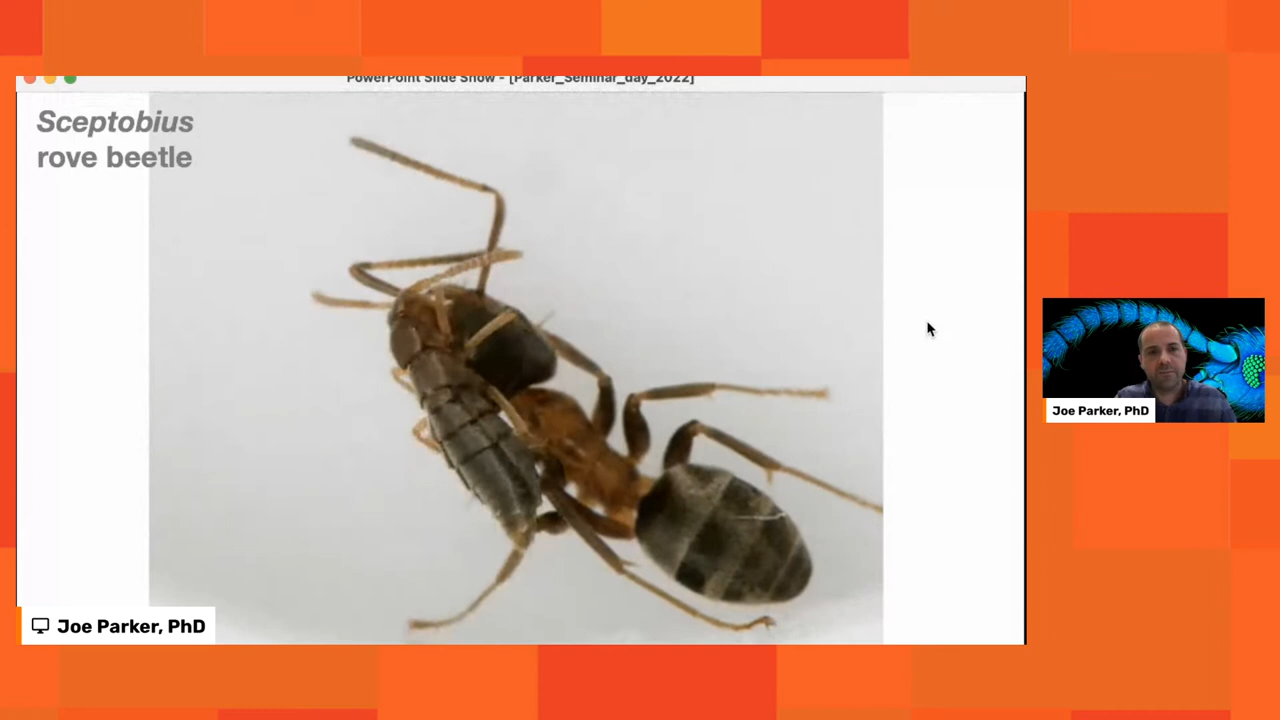 PowerPoint Slide Show - [Parker_Seminar_day_2022]
Sceptobius
rove beetle
Joe Parker, PhD
Joe Parker, PhD